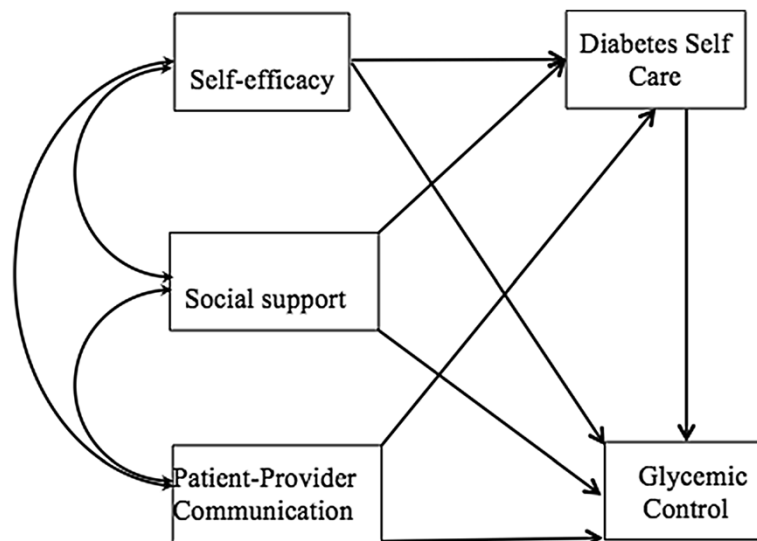 Self-efficacy
Diabetes Self
Care
Social support
Patient-Provider
Communication
Glycemic
Control